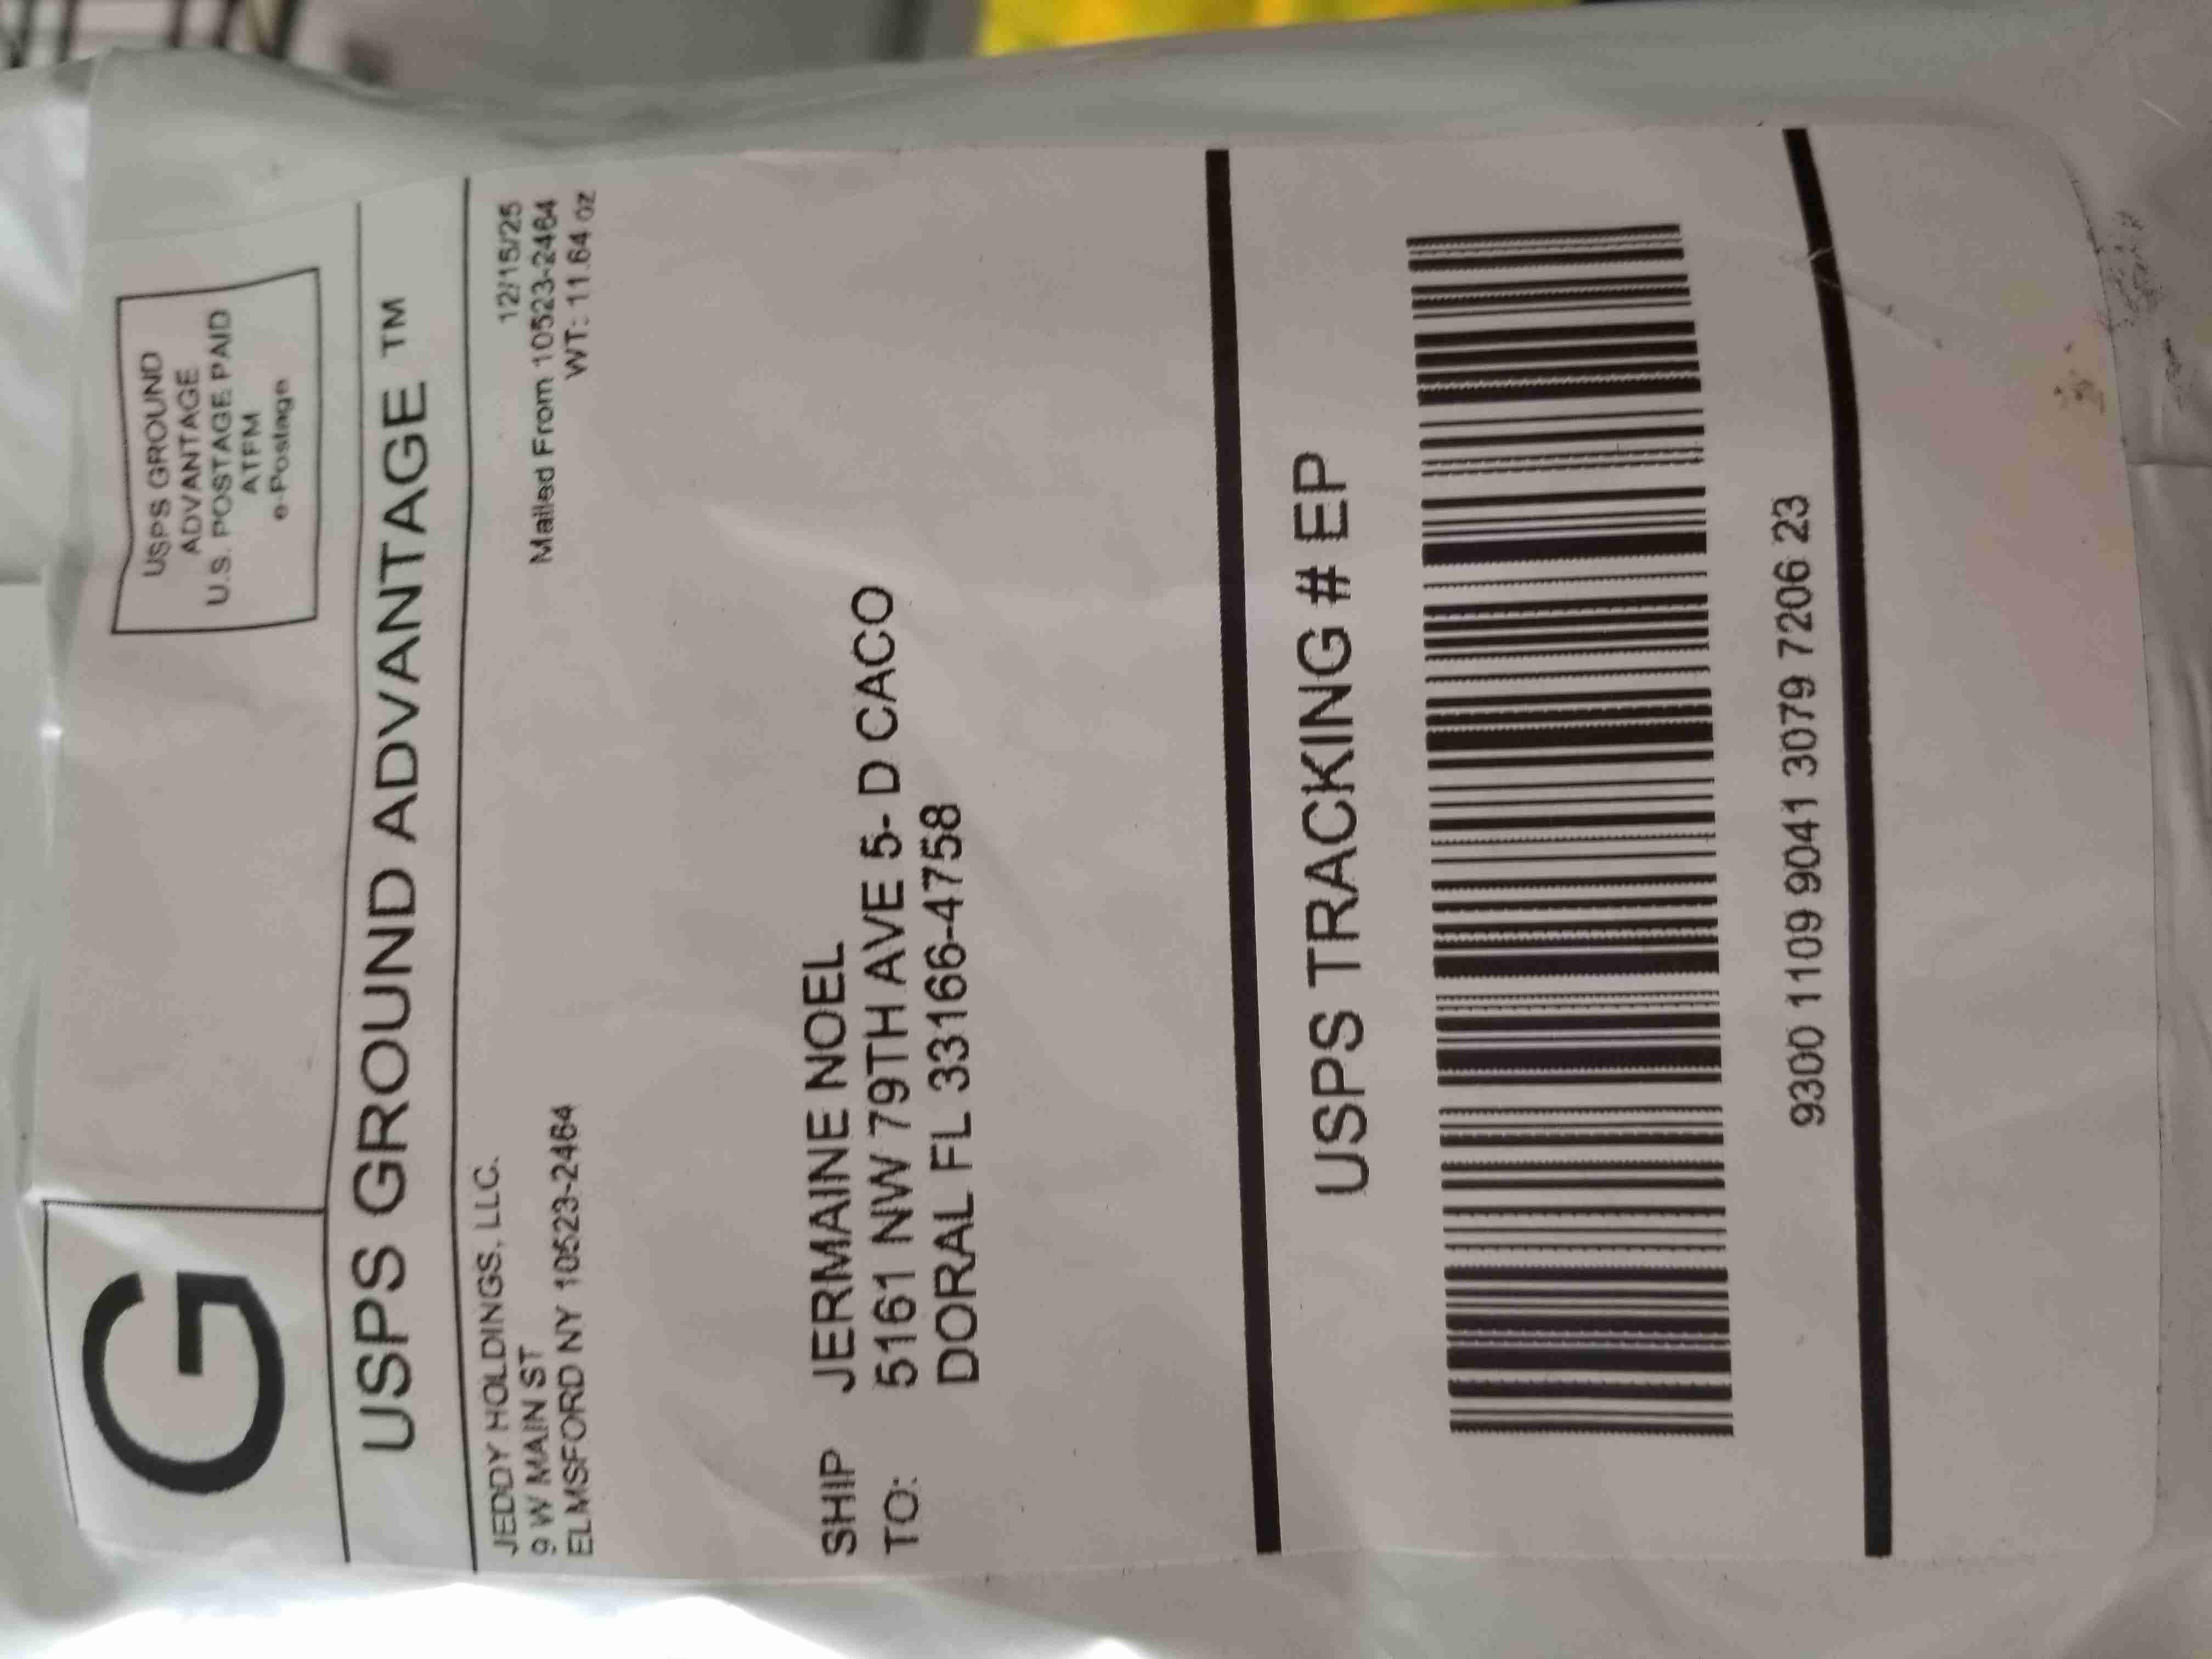 G
USPS GROUND
ADVANTAGE
U.S. POSTAGE PAID
ATFM
e-Postage
USPS GROUND ADVANTAGE ™
JEDDY HOLDINGS, LLC.
9 W MAIN ST
ELMSFORD NY 10523-2464
12/15/25
Mailed From 10523-2464
WT: 11.64 oz
SHIP TO:
JERMAINE NOEL
5161 NW 79TH AVE 5- D CACO
DORAL FL 33166-4758
USPS TRACKING # EP
9300 1109 9041 3079 7206 23